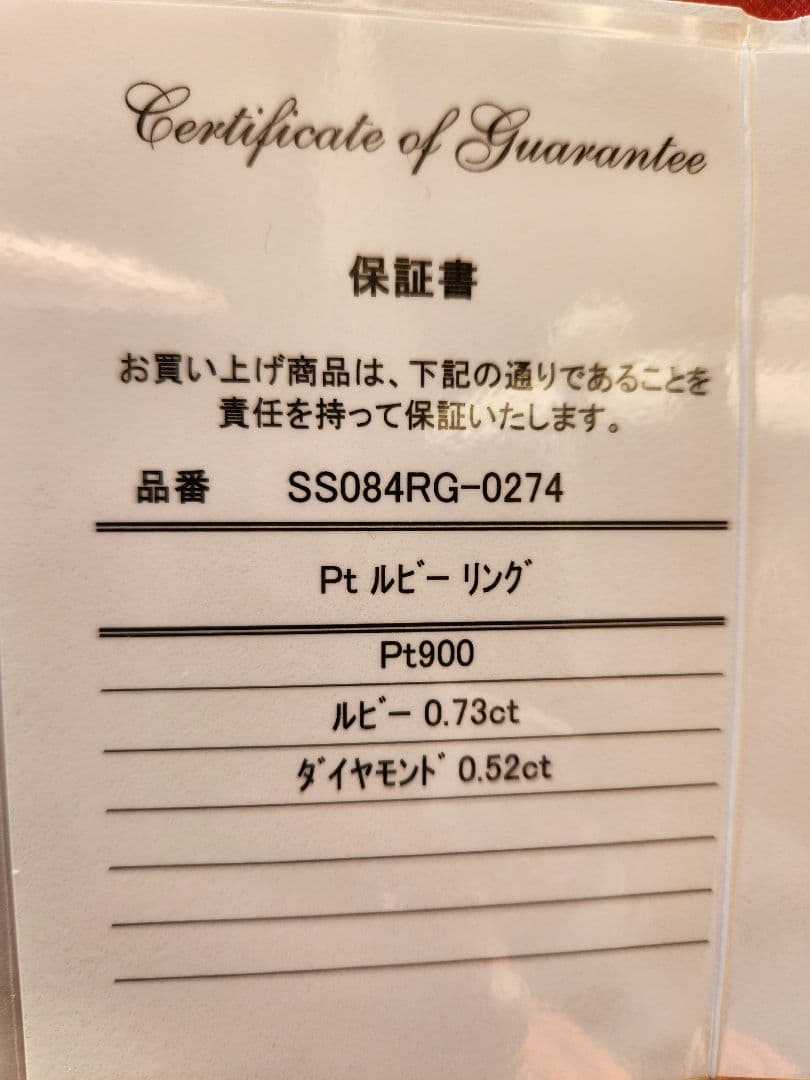 Certificate of Guarantee
保証書
お買い上げ商品は、下記の通りであることを
責任を持って保証いたします。
品番 SS084RG-0274
Pt ﾙﾋﾞｰ ﾘﾝｸﾞ
Pt900
ﾙﾋﾞｰ 0.73ct
ﾀﾞｲﾔﾓﾝﾄﾞ 0.52ct